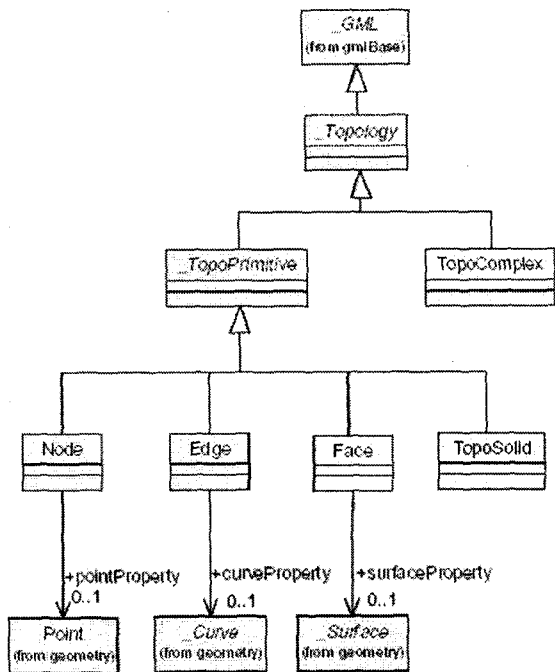 _GML
(from gmlBase)
_Topology
_TopoPrimitive
TopoComplex
Node
Edge
Face
TopoSolid
+pointProperty
+curveProperty
+surfaceProperty
0..1
0..1
0..1
Point
_Curve
_Surface
(from geometry)
(from geometry)
(from geometry)